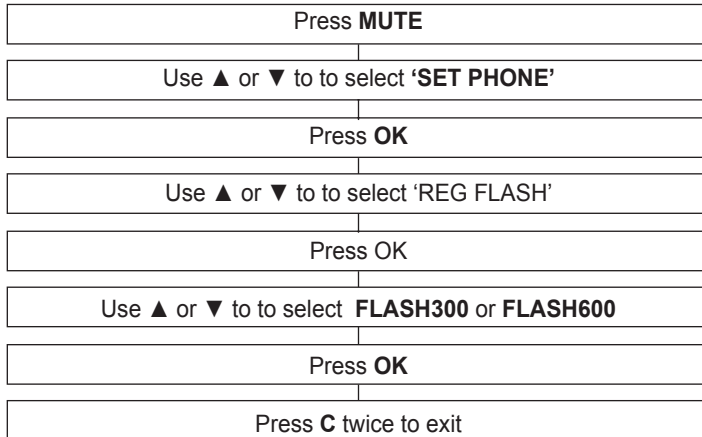 Press MUTE
Use ▲ or ▼ to to select ‘SET PHONE’
Press OK
Use ▲ or ▼ to to select ‘REG FLASH’
Press OK
Use ▲ or ▼ to to select FLASH300 or FLASH600
Press OK
Press C twice to exit